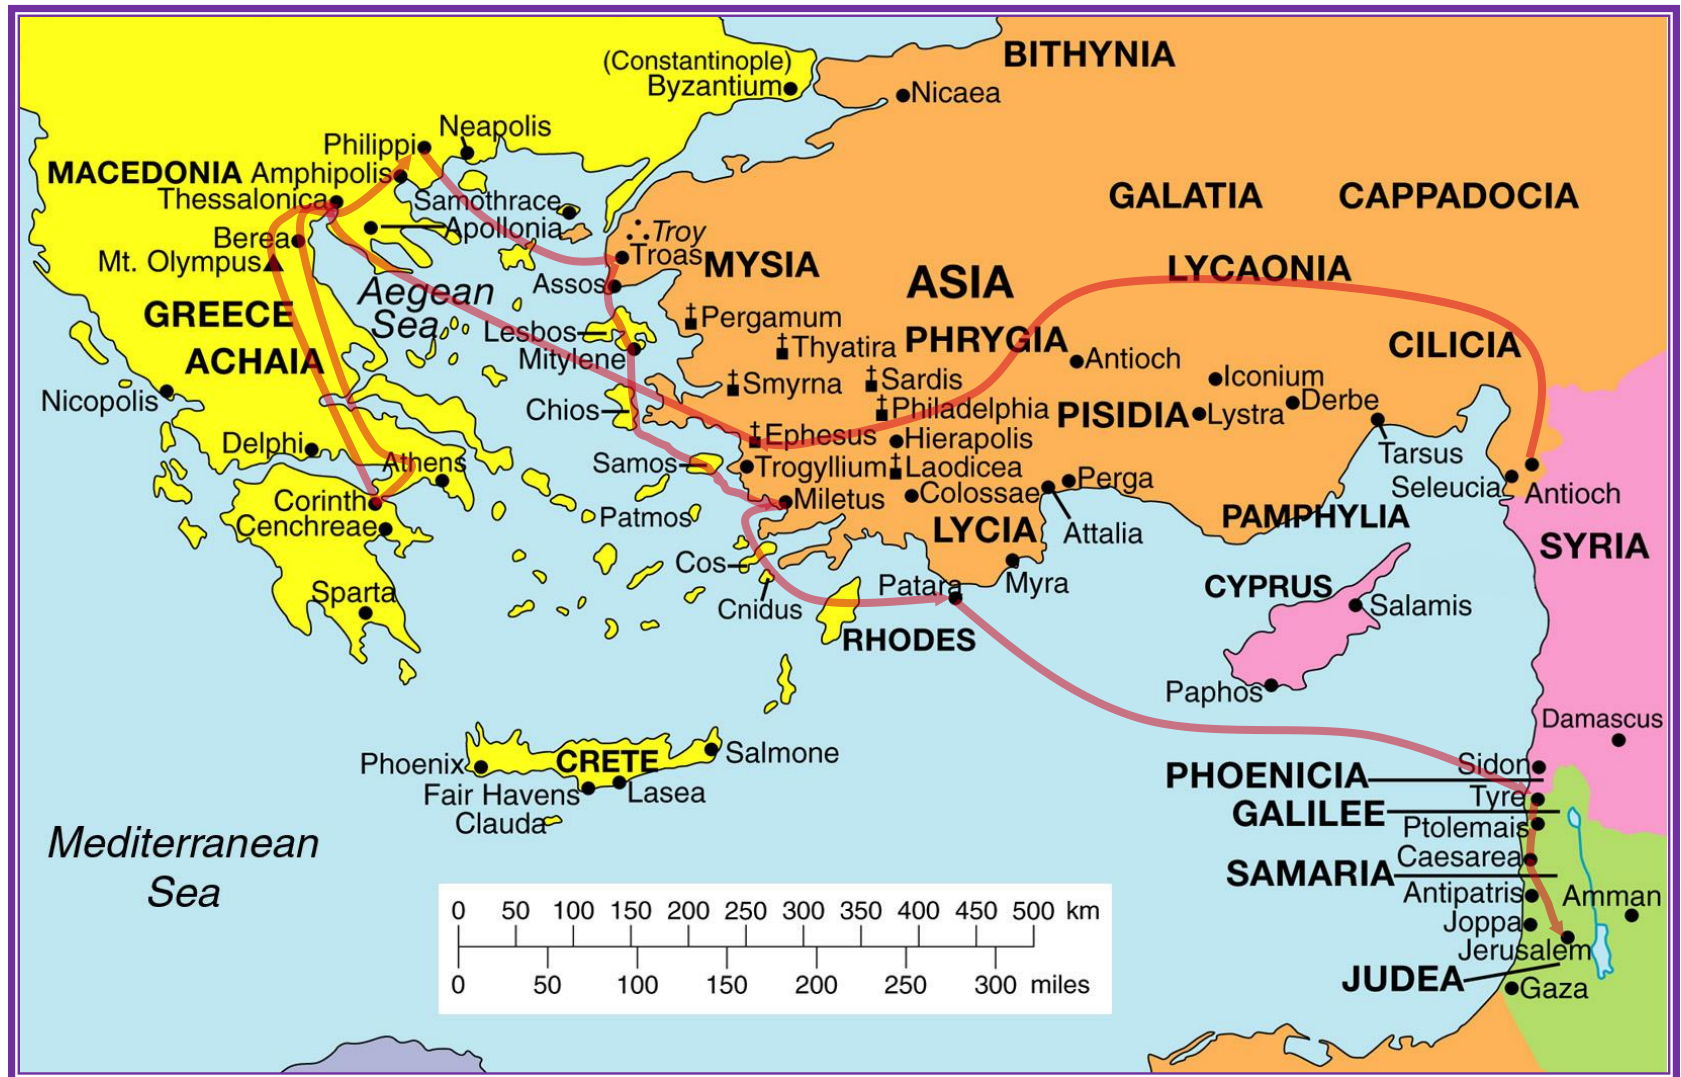 BITHYNIA
(Constantinople)
Byzantium
Nicaea
Neapolis
Philippi
MACEDONIA
Amphipolis
Thessalonica
Samothrace
Apollonia
GALATIA
CAPPADOCIA
Berea
Mt. Olympus
Troy
Troas
MYSIA
LYCAONIA
Assos
ASIA
Aegean
Sea
GREECE
Pergamum
Lesbos
Thyatira
PHRYGIA
CILICIA
Mitylene
ACHAIA
Antioch
Smyrna
Sardis
Iconium
Nicopolis
Chios
Philadelphia
PISIDIA
Lystra
Derbe
Ephesus
Hierapolis
Delphi
Athens
Samos
Trogyllium
Laodicea
Tarsus
Perga
Seleucia
Antioch
Corinth
Miletus
Colossae
Cenchreae
Patmos
LYCIA
Attalia
PAMPHYLIA
SYRIA
Cos
Patara
Myra
CYPRUS
Sparta
Cnidus
Salamis
RHODES
Paphos
Damascus
Phoenix
CRETE
Salmone
Sidon
PHOENICIA
Fair Havens
Lasea
Tyre
Clauda
GALILEE
Ptolemais
Mediterranean
Sea
Caesarea
SAMARIA
Antipatris
Amman
Joppa
Jerusalem
JUDEA
Gaza
0 50 100 150 200 250 300 350 400 450 500 km
0 50 100 150 200 250 300 miles